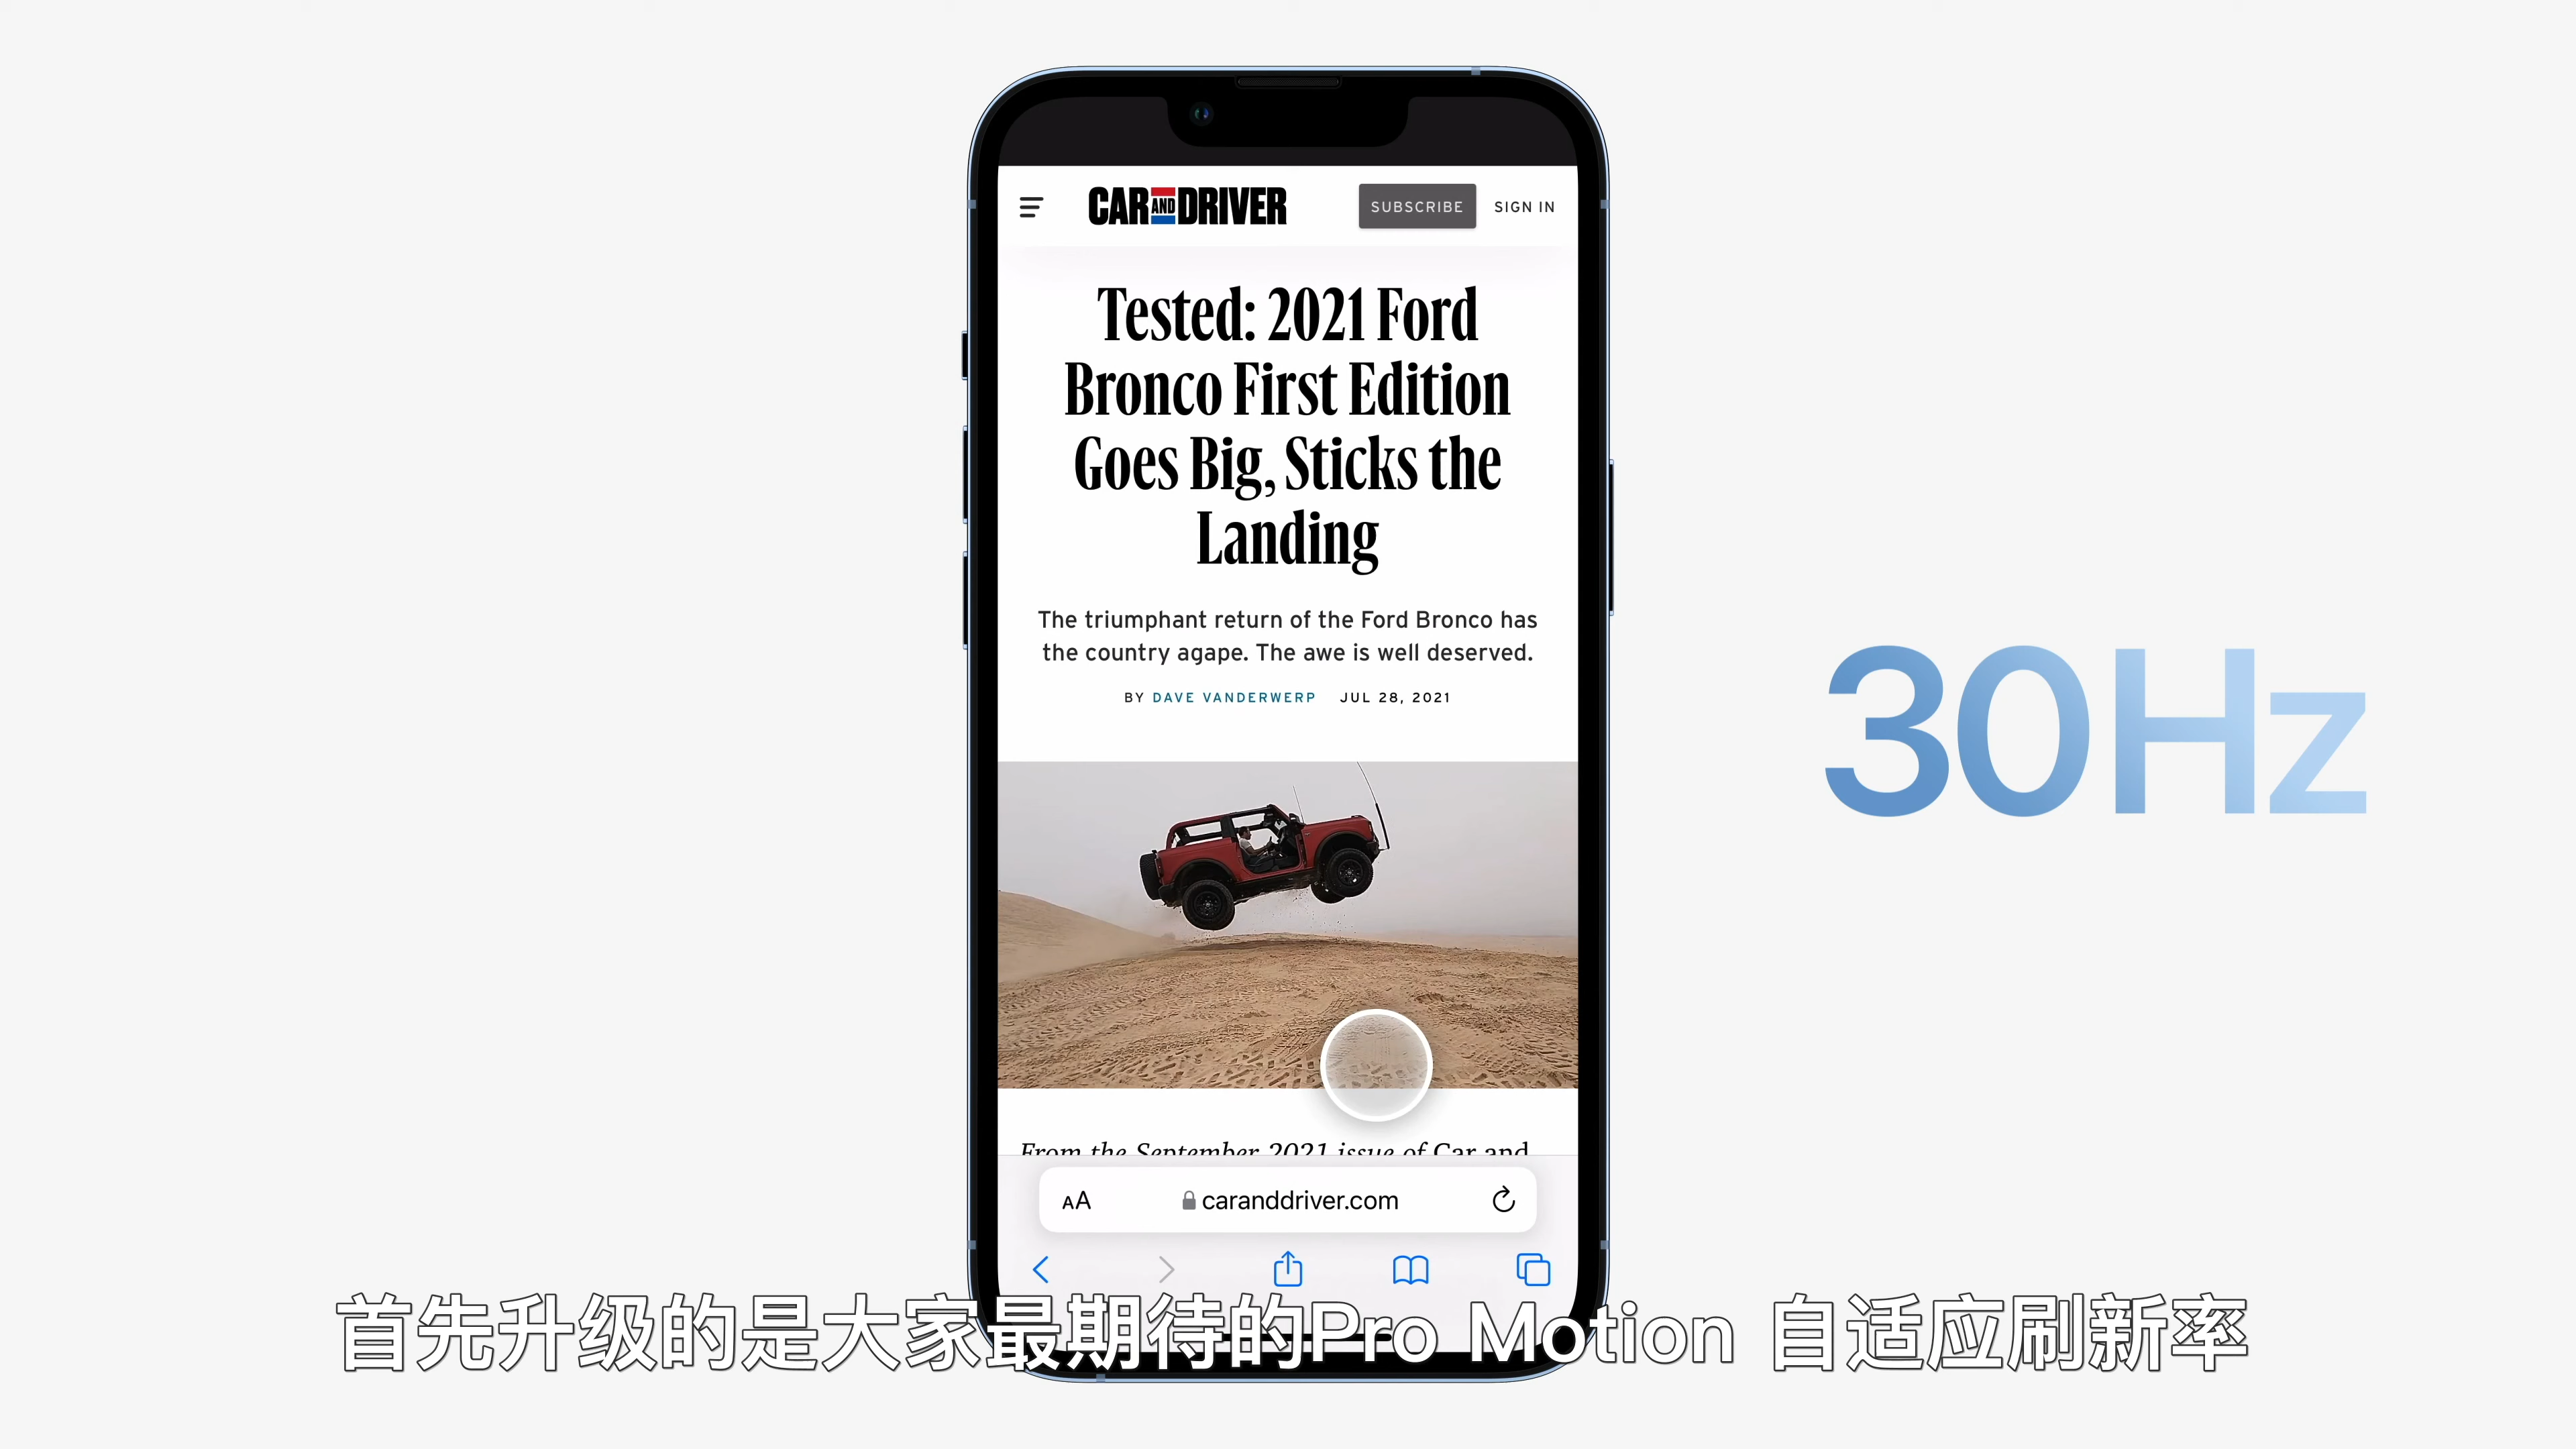 CAR AND DRIVER
SUBSCRIBE
SIGN IN
Tested: 2021 Ford
Bronco First Edition
Goes Big, Sticks the
Landing
The triumphant return of the Ford Bronco has
the country agape. The awe is well deserved.
BY DAVE VANDERWERP JUL 28, 2021
30Hz
From the September 2021 issue of Car and
AA
caranddriver.com
首先升级的是大家最期待的Pro Motion 自适应刷新率